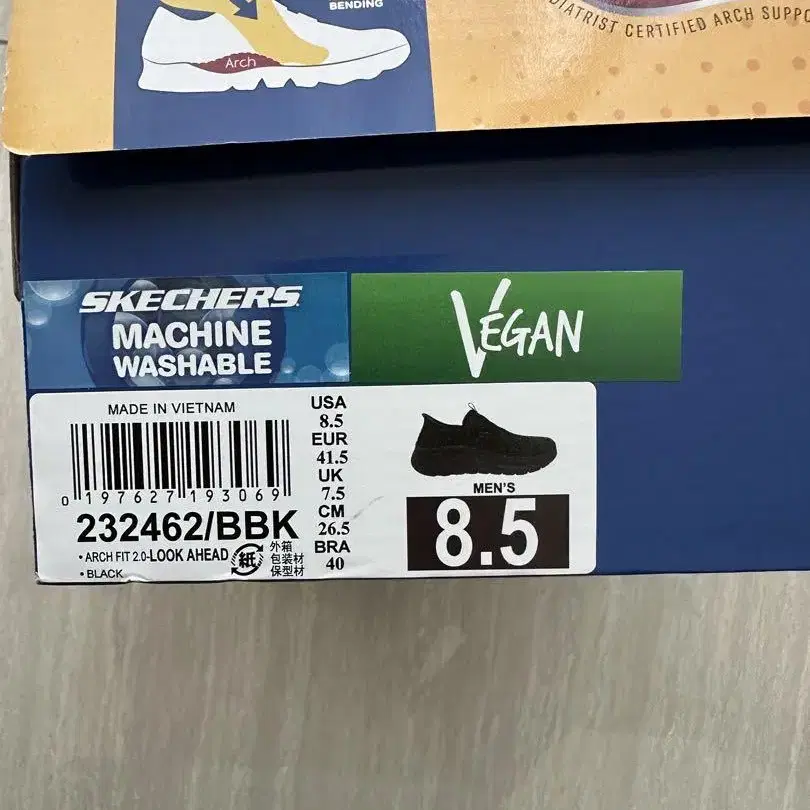 BENDING
Arch
CERTIFIED ARCH
SKECHERS
MACHINE
WASHABLE
VEGAN
MADE IN VIETNAM
0 197627 193069
232462/BBK
• ARCH FIT 2.0-LOOK AHEAD
• BLACK
紙
外箱
包装材
保型材
USA
8.5
EUR
41.5
UK
7.5
CM
26.5
BRA
40
MEN'S
8.5